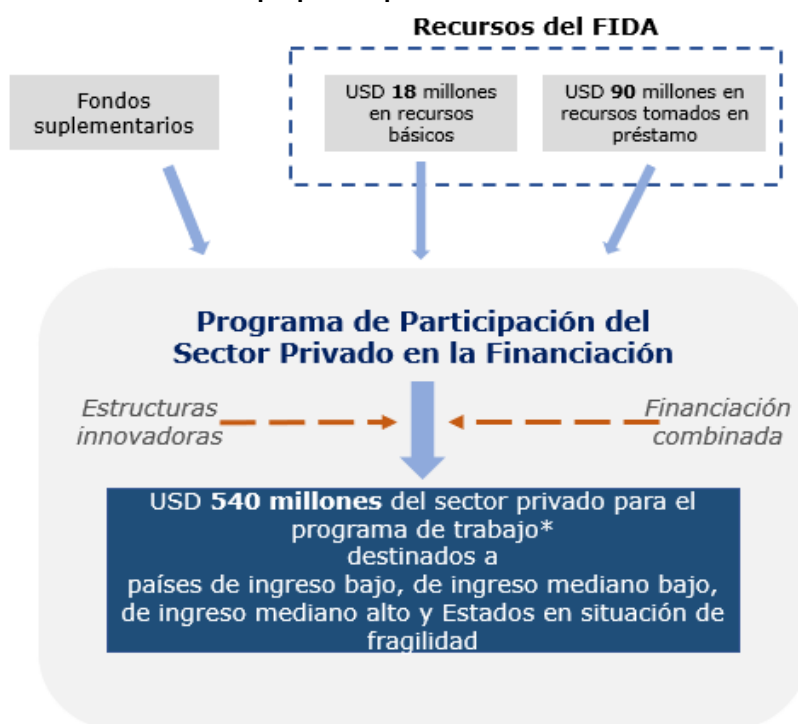 Recursos del FIDA
Fondos
suplementarios
USD 18 millones
en recursos
básicos
USD 90 millones en
recursos tomados en
préstamo
Programa de Participación del
Sector Privado en la Financiación
Estructuras
innovadoras
Financiación
combinada
USD 540 millones del sector privado para el
programa de trabajo*
destinados a
países de ingreso bajo, de ingreso mediano bajo,
de ingreso mediano alto y Estados en situación de
fragilidad